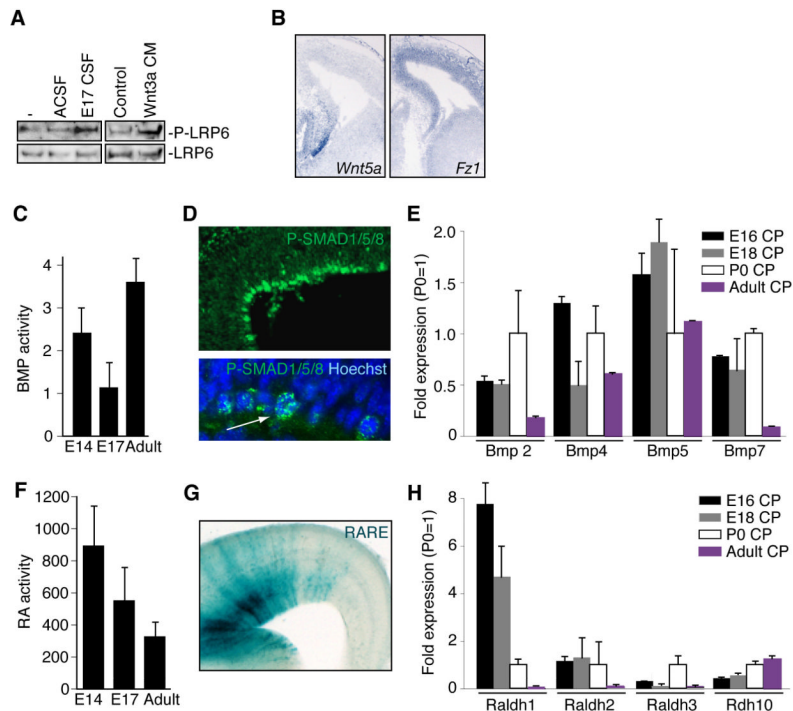 A
-
ACSF
E17 CSF
Control
Wnt3a CM
-P-LRP6
-LRP6
B
Wnt5a
Fz1
C
BMP activity
4
3
2
1
0
E14 E17 Adult
D
P-SMAD1/5/8
P-SMAD1/5/8 Hoechst
E
Fold expression (P0=1)
2.0
1.5
1.0
0.5
0
E16 CP
E18 CP
P0 CP
Adult CP
Bmp 2 Bmp4 Bmp5 Bmp7
F
RA activity
1200
1000
800
600
400
200
0
E14 E17 Adult
G
RARE
H
Fold expression (P0=1)
8
6
4
2
0
E16 CP
E18 CP
P0 CP
Adult CP
Raldh1 Raldh2 Raldh3 Rdh10